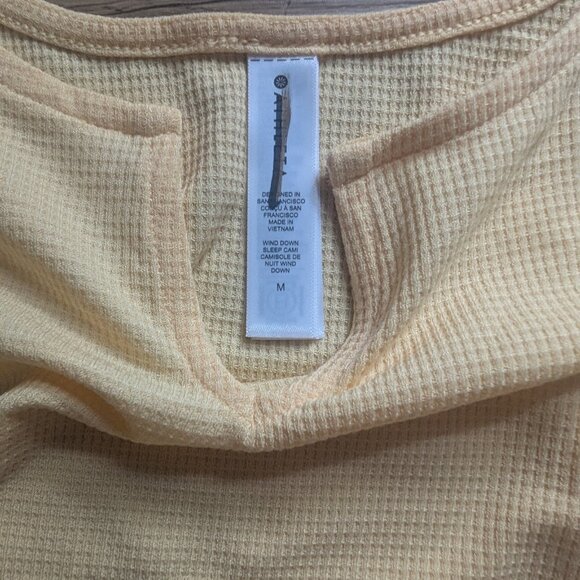 DESIGNED IN
SAN FRANCISCO
CONÇU À SAN
FRANCISCO
MADE IN
VIETNAM
WIND DOWN
SLEEP CAMI
CAMISOLE DE
NUIT WIND
DOWN
M